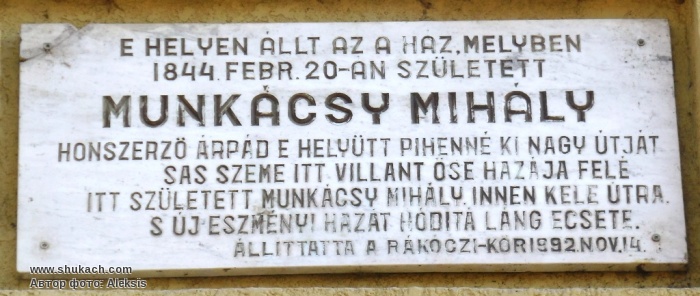 E HELYEN ÁLLT AZ A HÁZ, MELYBEN
1844. FEBR. 20-ÁN SZÜLETETT
MUNKÁCSY MIHÁLY
HONSZERZŐ ÁRPÁD E HELYÜTT PIHENNÉ KI NAGY ÚTJÁT
SAS SZEME ITT VILLANT ŐSE HAZÁJA FELÉ
ITT SZÜLETETT MUNKÁCSY MIHÁLY. INNEN KELE ÚTRA.
S ÚJ ESZMÉNYI HAZÁT HÓDITÁ LÁNG ECSETE.
ÁLLITTATTA A RÁKÓCZI-KÖR 1992. NOV. 14.
www.shukach.com
Автор фото: Aleksis